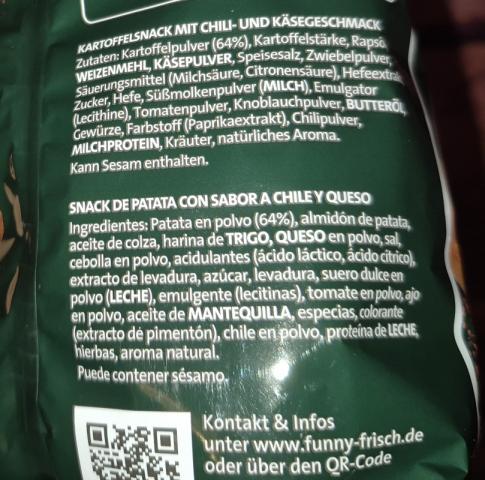 KARTOFFELSNACK MIT CHILI- UND KÄSEGESCHMACK
Zutaten: Kartoffelpulver (64%), Kartoffelstärke,
WEIZENMEHL, KÄSEPULVER, Speisesalz, Zwiebelpulver,
Säuerungsmittel (Milchsäure, Citronensäure),
Zucker, Hefe, Süßmolkenpulver (MILCH), Emulgator
(Lecithine), Tomatenpulver, Knoblauchpulver, BUTTERÖL,
Gewürze, Farbstoff (Paprikaextrakt), Chilipulver,
MILCHPROTEIN, Kräuter, natürliches Aroma.
Kann Sesam enthalten.
SNACK DE PATATA CON SABOR A CHILE Y QUESO
Ingredientes: Patata en polvo (64%), almidón de patata,
aceite de colza, harina de TRIGO, QUESO en polvo, sal,
cebolla en polvo, acidulantes (ácido láctico, ácido cítrico),
extracto de levadura, azúcar, levadura, suero dulce en
polvo (LECHE), emulgente (lecitinas), tomate en polvo, ajo
en polvo, aceite de MANTEQUILLA, especias, colorante
(extracto de pimentón), chile en polvo, proteína de LECHE,
hierbas, aroma natural.
Puede contener sésamo.
Kontakt & Infos
unter www.funny-frisch.de
oder über den QR-Code